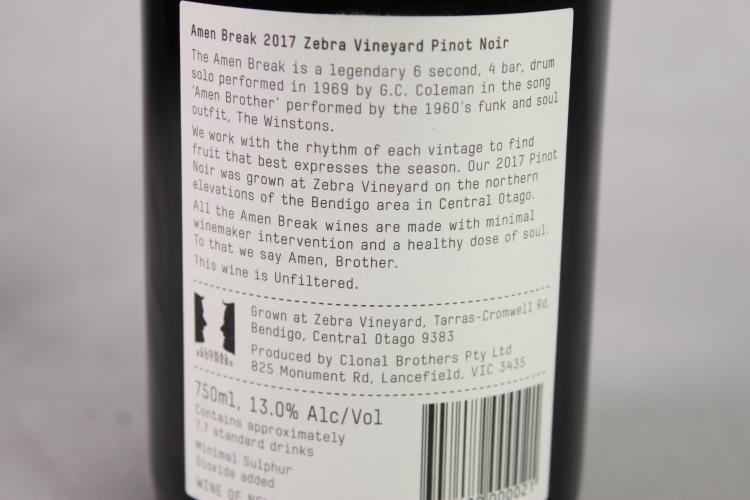 Amen Break 2017 Zebra Vineyard Pinot Noir
The Amen Break is a legendary 6 second, 4 bar, drum
solo performed in 1969 by G.C. Coleman in the song
'Amen Brother' performed by the 1960's funk and soul
outfit, The Winstons.
We work with the rhythm of each vintage to find
fruit that best expresses the season. Our 2017 Pinot
Noir was grown at Zebra Vineyard on the northern
elevations of the Bendigo area in Central Otago.
All the Amen Break wines are made with minimal
winemaker intervention and a healthy dose of soul.
To that we say Amen, Brother.
This wine is Unfiltered.
Grown at Zebra Vineyard, Tarras-Cromwell Rd,
Bendigo, Central Otago 9383
Produced by Clonal Brothers Pty Ltd
825 Monument Rd, Lancefield, VIC 3435
750ml, 13.0% Alc/Vol
Contains approximately
7.7 standard drinks
Minimal Sulphur
Dioxide added
WINE OF